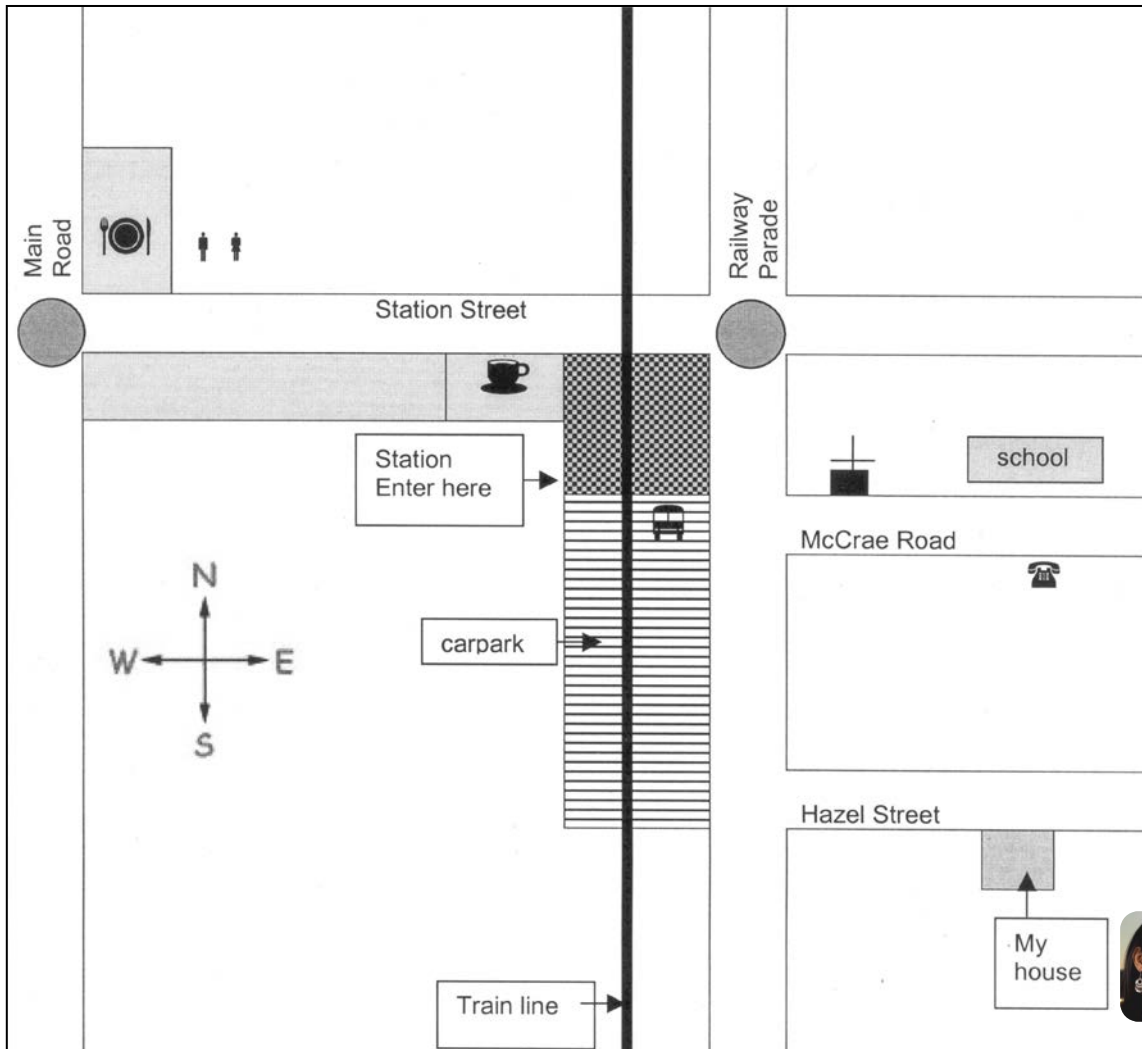 Main
Road
Railway
Parade
Station Street
Station
Enter here
school
McCrae Road
N
W E
S
carpark
Hazel Street
My
house
Train line